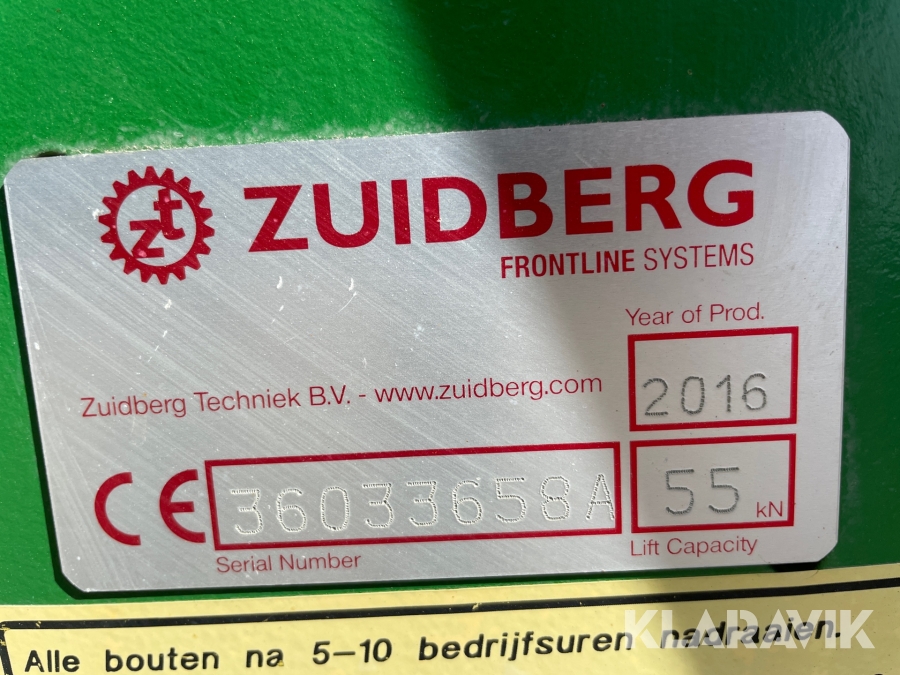 zt ZUIDBERG
FRONTLINE SYSTEMS
Year of Prod.
2016
Zuidberg Techniek B.V. - www.zuidberg.com
CE 36033658A 55 kN
Serial Number
Lift Capacity
KLARAVIK
Alle bouten na 5-10 bedrijfsuren nadraaien.